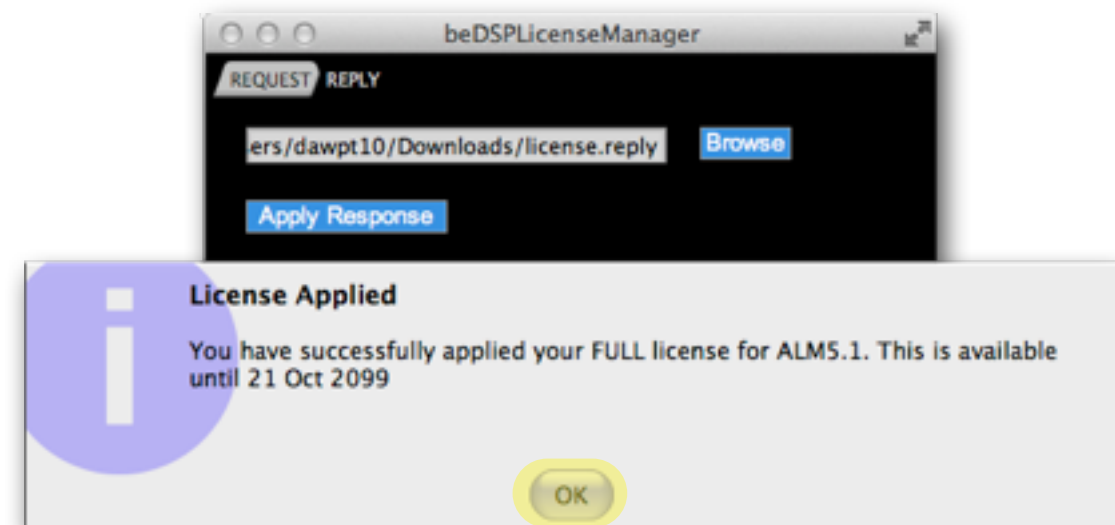 beDSPLicenseManager
REQUEST REPLY
ers/dawpt10/Downloads/license.reply Browse
Apply Response
License Applied
You have successfully applied your FULL license for ALM5.1. This is available
until 21 Oct 2099
OK